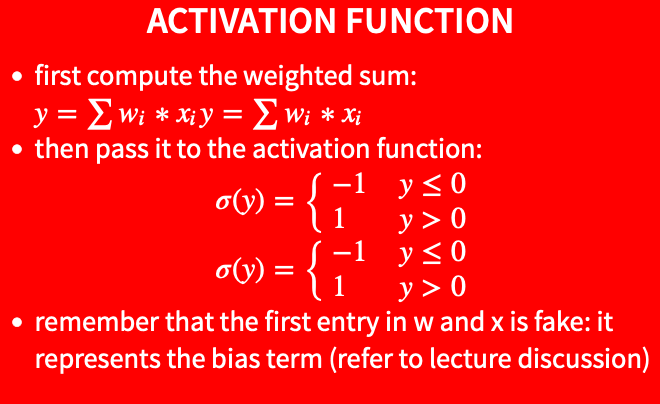 ACTIVATION FUNCTION
• first compute the weighted sum:
y = ∑ wᵢ * xᵢy = ∑ wᵢ * xᵢ
• then pass it to the activation function:
σ(y) = { −1 y ≤ 0
1 y > 0
σ(y) = { −1 y ≤ 0
1 y > 0
• remember that the first entry in w and x is fake: it
represents the bias term (refer to lecture discussion)